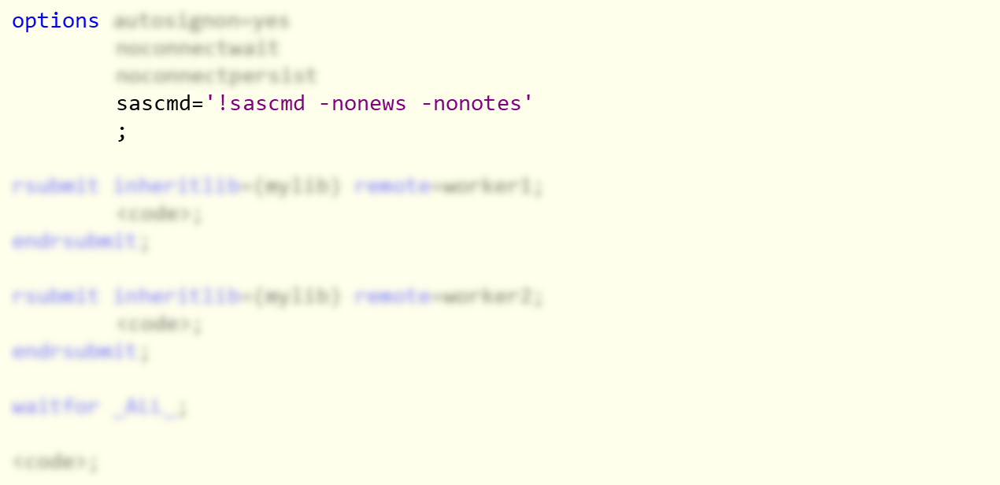 options autosignon=yes
noconnectwait
noconnectpersist
sascmd='!sascmd -nonews -nonotes'
;
rsubmit inheritlib=(mylib) remote=worker1;
<code>;
endrsubmit;
rsubmit inheritlib=(mylib) remote=worker2;
<code>;
endrsubmit;
waitfor _ALL_;
<code>;